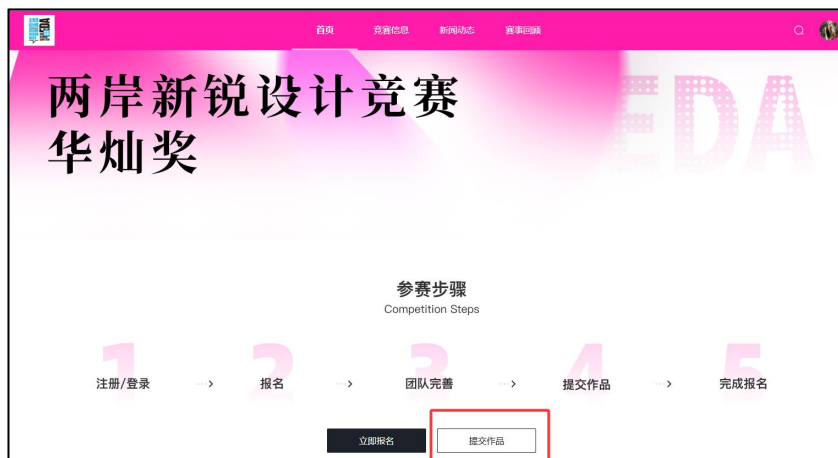 首页 竞赛信息 新闻动态 赛事回顾
EDA
两岸新锐设计竞赛
华灿奖
参赛步骤
Competition Steps
1 2 3 4 5
注册/登录 > 报名 > 团队完善 > 提交作品 > 完成报名
立即报名 提交作品